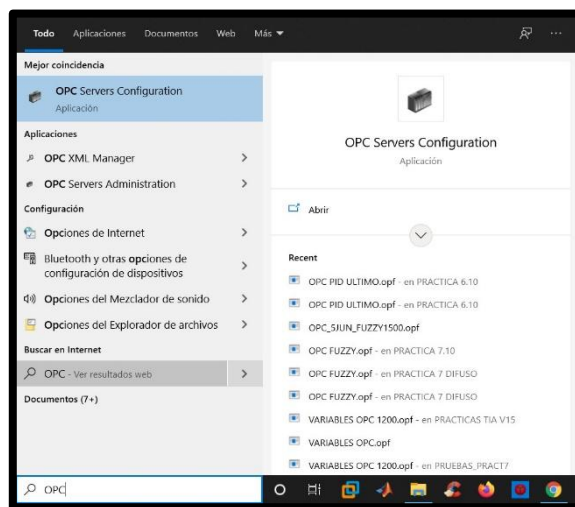 Todo Aplicaciones Documentos Web Más
Mejor coincidencia
OPC Servers Configuration
Aplicación
Aplicaciones
OPC XML Manager
OPC Servers Administration
Configuración
Opciones de Internet
Bluetooth y otras opciones de
configuración de dispositivos
Opciones del Mezclador de sonido
Opciones del Explorador de archivos
Buscar en Internet
OPC - Ver resultados web
Documentos (7+)
OPC
OPC Servers Configuration
Aplicación
Abrir
Recent
OPC PID ULTIMO.opf - en PRACTICA 6.10
OPC PID ULTIMO.opf - en PRACTICA 6.10
OPC_5JUN_FUZZY1500.opf
OPC FUZZY.opf - en PRACTICA 7.10
OPC FUZZY.opf - en PRACTICA 7 DIFUSO
OPC FUZZY.opf - en PRACTICA 7 DIFUSO
VARIABLES OPC 1200.opf - en PRACTICAS TIA V15
VARIABLES OPC.opf
VARIABLES OPC 1200.opf - en PRUEBAS_PRACT7